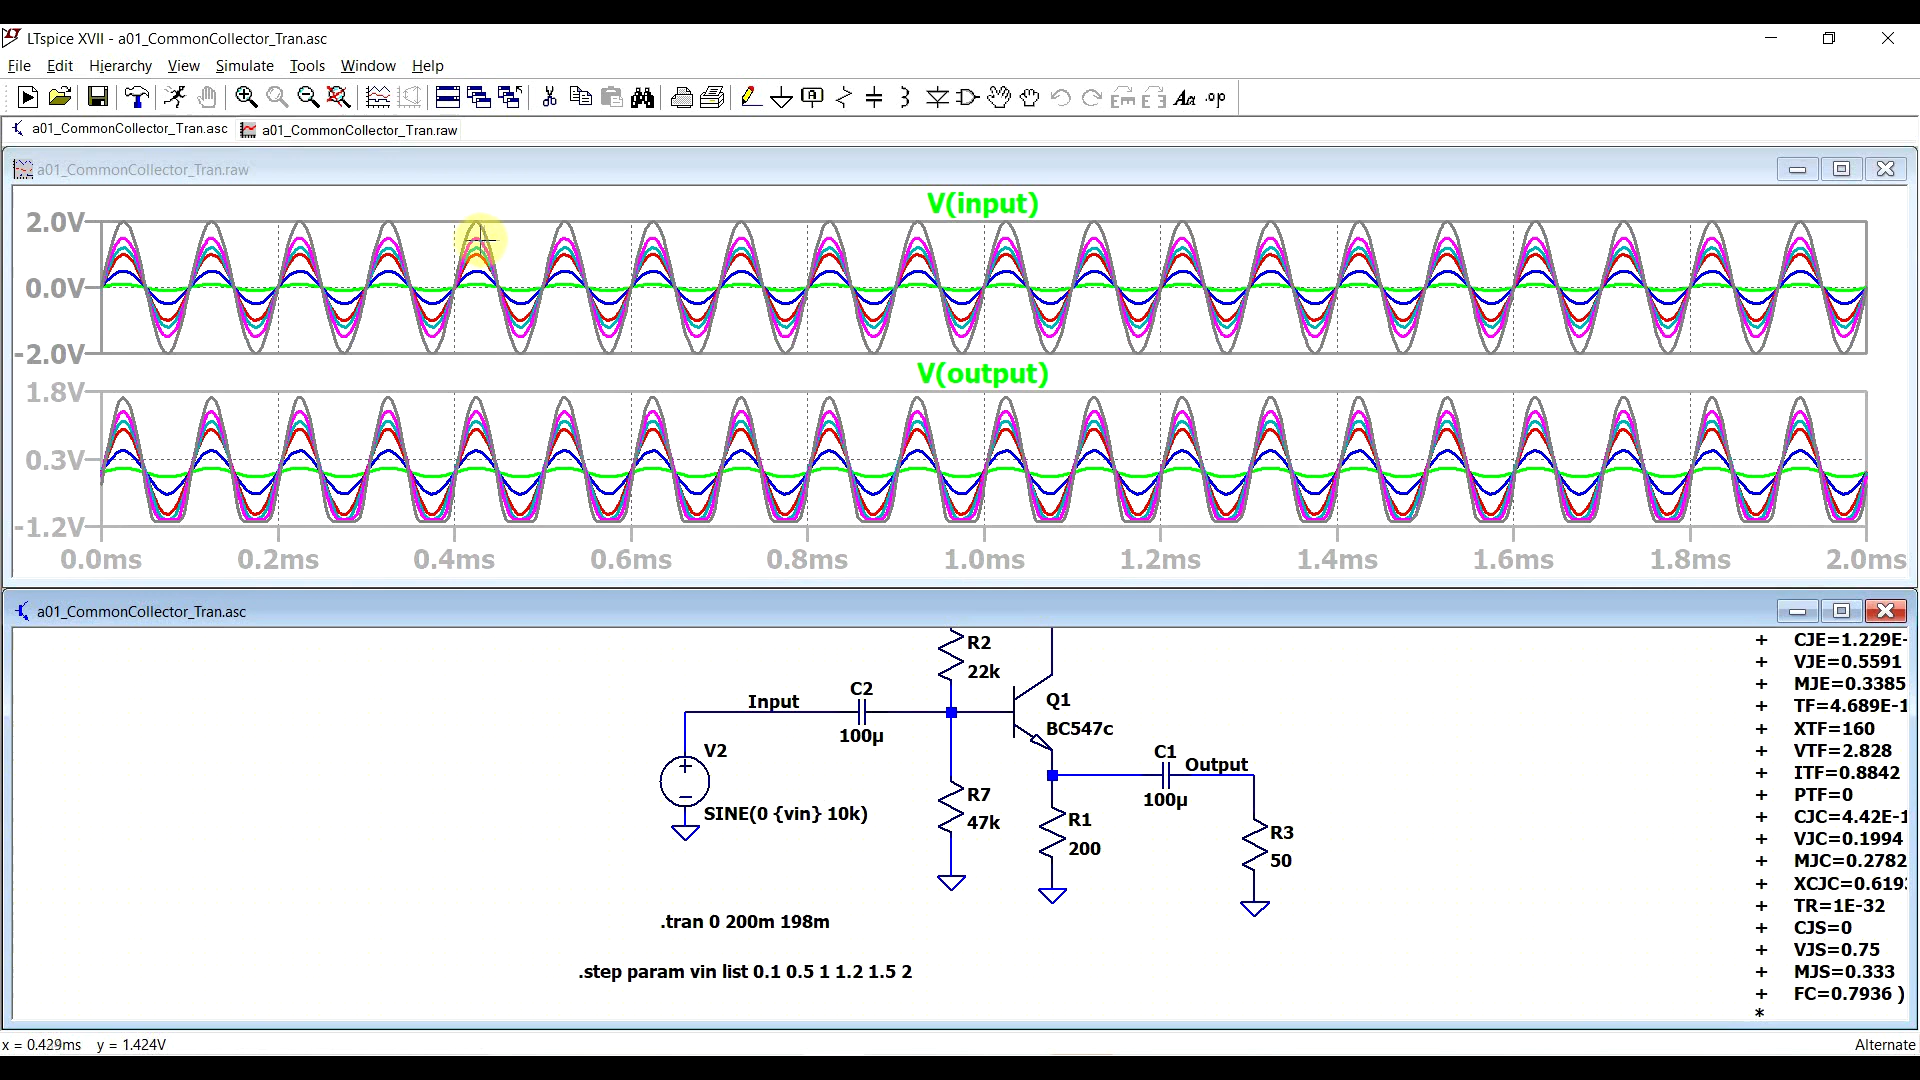 LTspice XVII - a01_CommonCollector_Tran.asc
File Edit Hierarchy View Simulate Tools Window Help
.op
a01_CommonCollector_Tran.asc a01_CommonCollector_Tran.raw
a01_CommonCollector_Tran.raw
V(input)
2.0V
0.0V
-2.0V
V(output)
1.8V
0.3V
-1.2V
0.0ms 0.2ms 0.4ms 0.6ms 0.8ms 1.0ms 1.2ms 1.4ms 1.6ms 1.8ms 2.0ms
a01_CommonCollector_Tran.asc
R2
22k
Input
C2
100µ
Q1
BC547c
V2
SINE(0 {vin} 10k)
R7
47k
C1
100µ
Output
R1
200
R3
50
.tran 0 200m 198m
.step param vin list 0.1 0.5 1 1.2 1.5 2
+ CJE=1.229E-
+ VJE=0.5591
+ MJE=0.3385
+ TF=4.689E-1
+ XTF=160
+ VTF=2.828
+ ITF=0.8842
+ PTF=0
+ CJC=4.42E-1
+ VJC=0.1994
+ MJC=0.2782
+ XCJC=0.619
+ TR=1E-32
+ CJS=0
+ VJS=0.75
+ MJS=0.333
+ FC=0.7936 )
*
x = 0.429ms y = 1.424V
Alternate